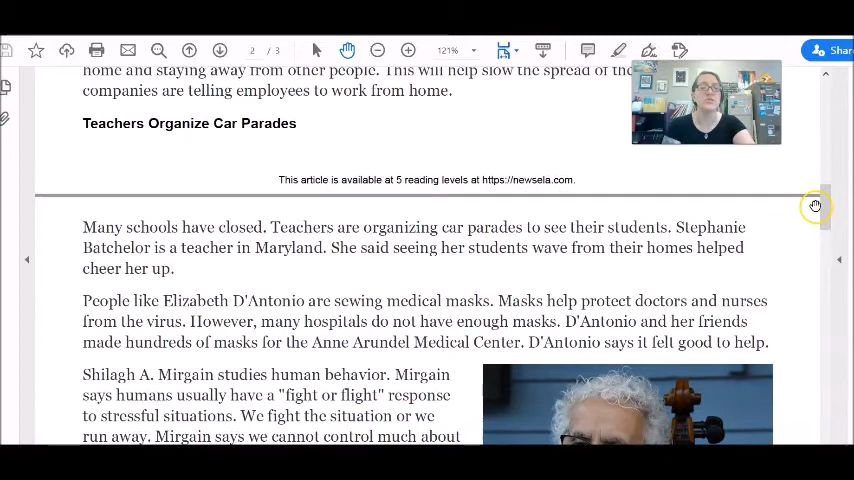 2 / 3
121%
Shar
home and staying away from other people. This will help slow the spread of the
companies are telling employees to work from home.
Teachers Organize Car Parades
This article is available at 5 reading levels at https://newsela.com.
Many schools have closed. Teachers are organizing car parades to see their students. Stephanie
Batchelor is a teacher in Maryland. She said seeing her students wave from their homes helped
cheer her up.
People like Elizabeth D'Antonio are sewing medical masks. Masks help protect doctors and nurses
from the virus. However, many hospitals do not have enough masks. D'Antonio and her friends
made hundreds of masks for the Anne Arundel Medical Center. D'Antonio says it felt good to help.
Shilagh A. Mirgain studies human behavior. Mirgain
says humans usually have a "fight or flight" response
to stressful situations. We fight the situation or we
run away. Mirgain says we cannot control much about